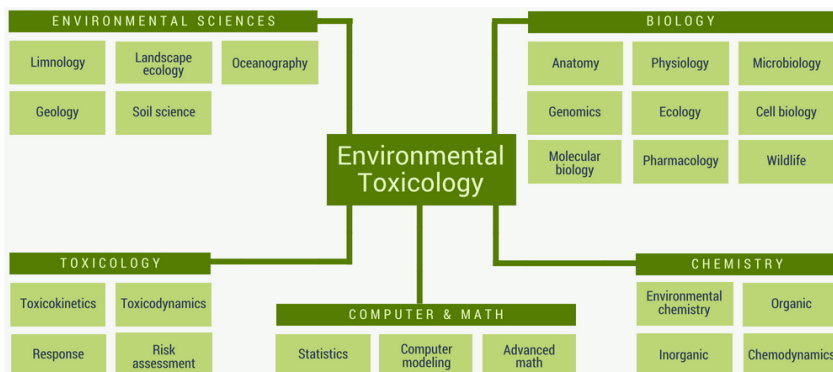 ENVIRONMENTAL SCIENCES
Limnology
Landscape
ecology
Oceanography
Geology
Soil science
BIOLOGY
Anatomy
Physiology
Microbiology
Genomics
Ecology
Cell biology
Molecular
biology
Pharmacology
Wildlife
Environmental
Toxicology
TOXICOLOGY
Toxicokinetics
Toxicodynamics
Response
Risk
assessment
COMPUTER & MATH
Statistics
Computer
modeling
Advanced
math
CHEMISTRY
Environmental
chemistry
Organic
Inorganic
Chemodynamics